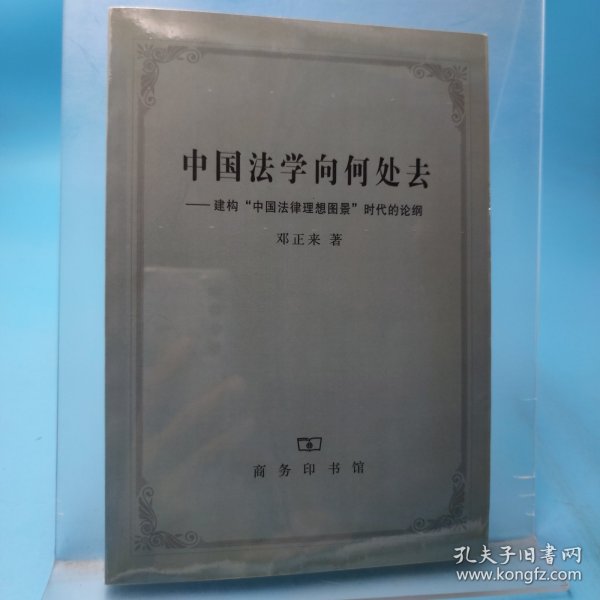 中国法学向何处去
——建构“中国法律理想图景”时代的论纲
邓正来 著
商务印书馆
孔夫子旧书网
www.kongfz.com